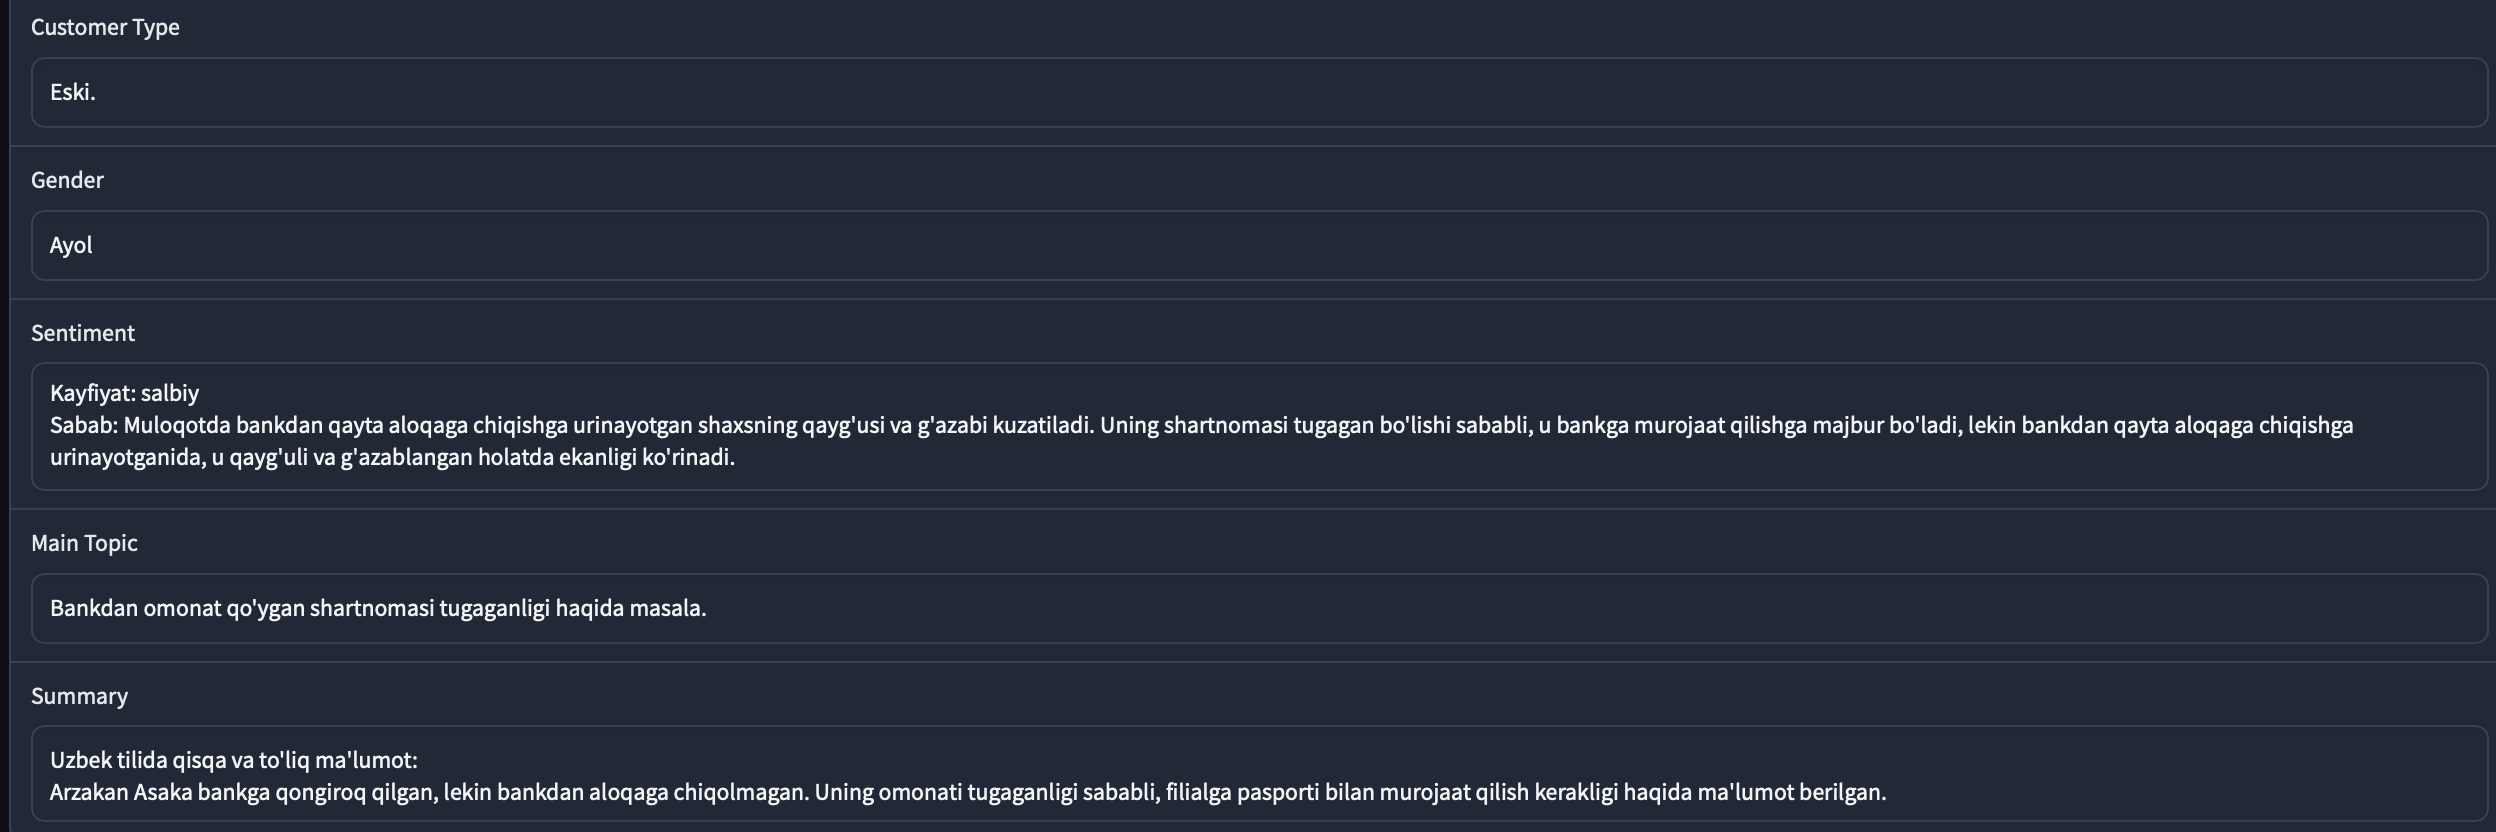 Customer Type
Eski.
Gender
Ayol
Sentiment
Kayfiyat: salbiy
Sabab: Muloqotda bankdan qayta aloqaga chiqishga urinayotgan shaxsning qayg'usi va g'azabi kuzatiladi. Uning shartnomasi tugagan bo'lishi sababli, u bankga murojaat qilishga majbur bo'ladi, lekin bankdan qayta aloqaga chiqishga
urinayotganida, u qayg'uli va g'azablangan holatda ekanligi ko'rinadi.
Main Topic
Bankdan omonat qo'ygan shartnomasi tugaganligi haqida masala.
Summary
Uzbek tilida qisqa va to'liq ma'lumot:
Arzakan Asaka bankga qongiroq qilgan, lekin bankdan aloqaga chiqolmagan. Uning omonati tugaganligi sababli, filialga pasporti bilan murojaat qilish kerakligi haqida ma'lumot berilgan.